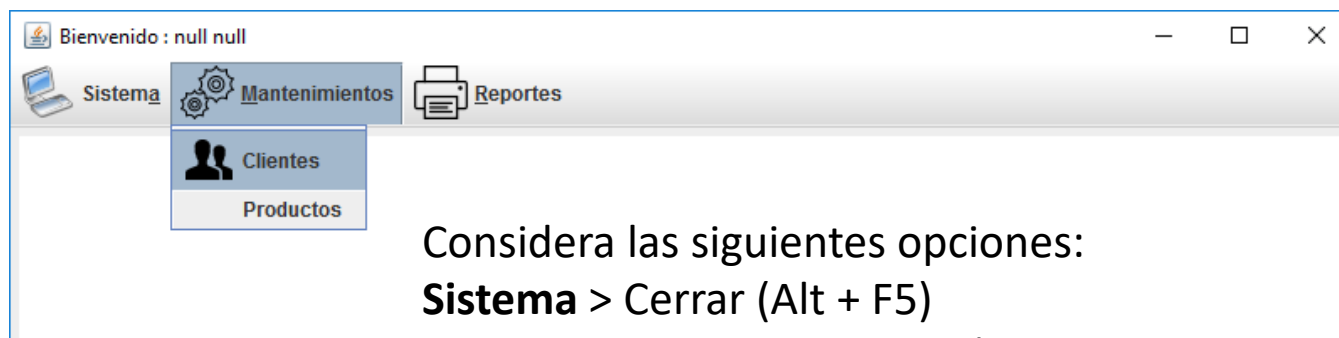 Bienvenido : null null
Sistema Mantenimientos Reportes
Clientes
Productos
Considera las siguientes opciones:
Sistema > Cerrar (Alt + F5)